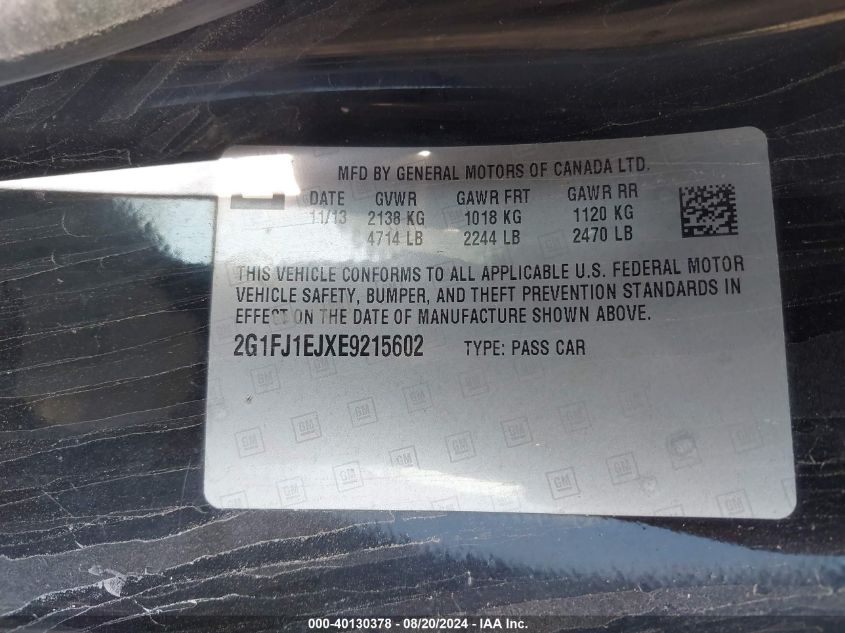 MFD BY GENERAL MOTORS OF CANADA LTD.
DATE GVWR GAWR FRT GAWR RR
11/13 2138 KG 1018 KG 1120 KG
4714 LB 2244 LB 2470 LB
THIS VEHICLE CONFORMS TO ALL APPLICABLE U.S. FEDERAL MOTOR
VEHICLE SAFETY, BUMPER, AND THEFT PREVENTION STANDARDS IN
EFFECT ON THE DATE OF MANUFACTURE SHOWN ABOVE.
2G1FJ1EJXE9215602 TYPE: PASS CAR
000-40130378 - 08/20/2024 - IAA Inc.